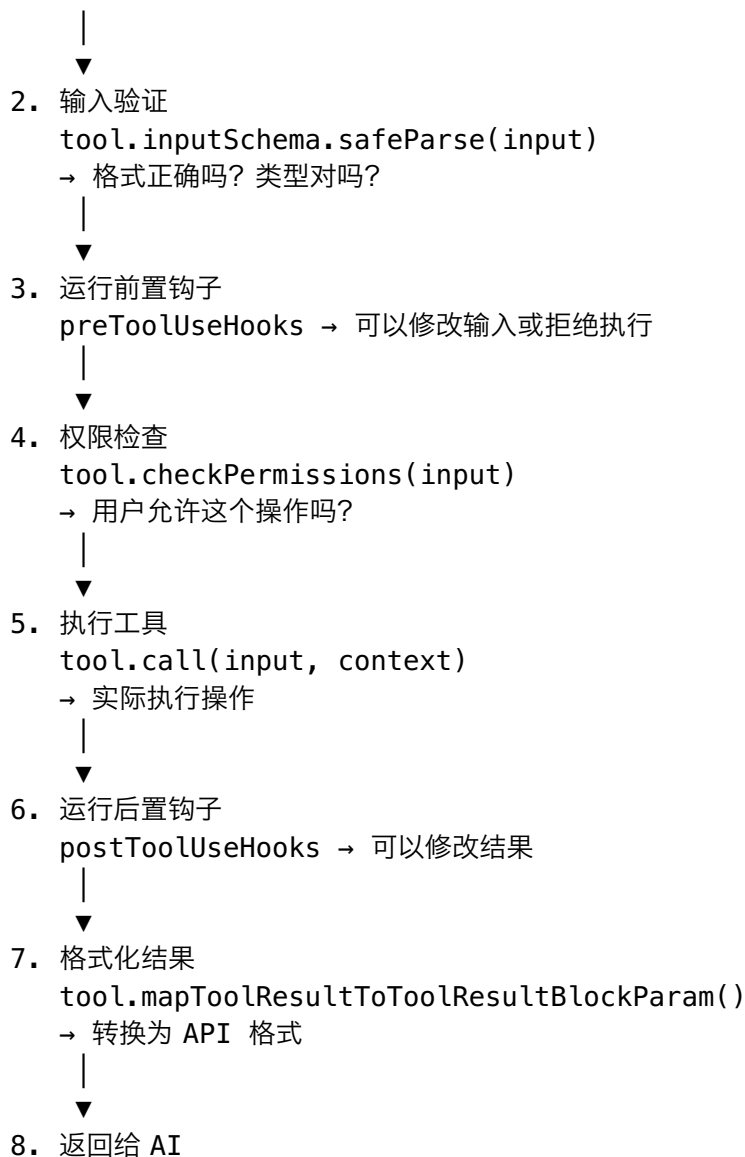 2. 输入验证
tool.inputSchema.safeParse(input)
→ 格式正确吗？类型对吗？
3. 运行前置钩子
preToolUseHooks → 可以修改输入或拒绝执行
4. 权限检查
tool.checkPermissions(input)
→ 用户允许这个操作吗？
5. 执行工具
tool.call(input, context)
→ 实际执行操作
6. 运行后置钩子
postToolUseHooks → 可以修改结果
7. 格式化结果
tool.mapToolResultToToolResultBlockParam()
→ 转换为 API 格式
8. 返回给 AI